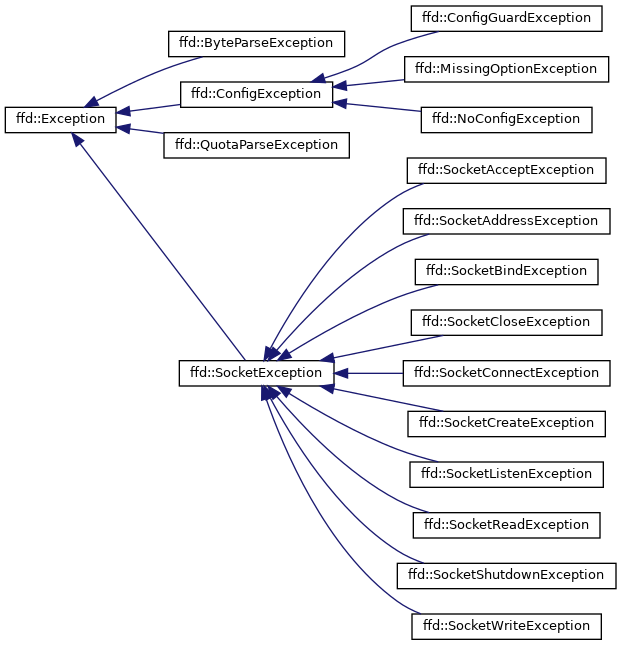 ffd::ConfigGuardException
ffd::ByteParseException
ffd::MissingOptionException
ffd::ConfigException
ffd::NoConfigException
ffd::Exception
ffd::QuotaParseException
ffd::SocketAcceptException
ffd::SocketAddressException
ffd::SocketBindException
ffd::SocketCloseException
ffd::SocketException
ffd::SocketConnectException
ffd::SocketCreateException
ffd::SocketListenException
ffd::SocketReadException
ffd::SocketShutdownException
ffd::SocketWriteException